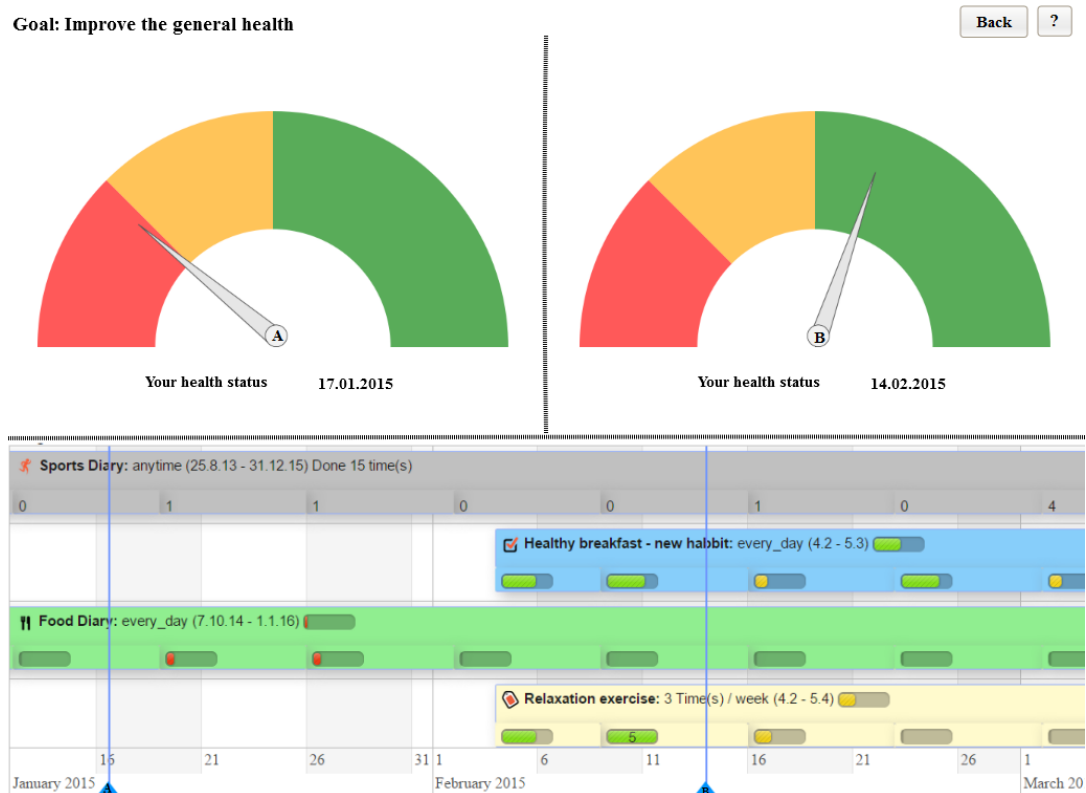 Goal: Improve the general health
Back
?
A
B
Your health status 17.01.2015
Your health status 14.02.2015
Sports Diary: anytime (25.8.13 - 31.12.15) Done 15 time(s)
0 1 1 0 0 1 0 4
Healthy breakfast - new habbit: every_day (4.2 - 5.3)
Food Diary: every_day (7.10.14 - 1.1.16)
Relaxation exercise: 3 Time(s) / week (4.2 - 5.4)
5
16 21 26 31 1 6 11 16 21 26 1
January 2015 February 2015 March 20
A B